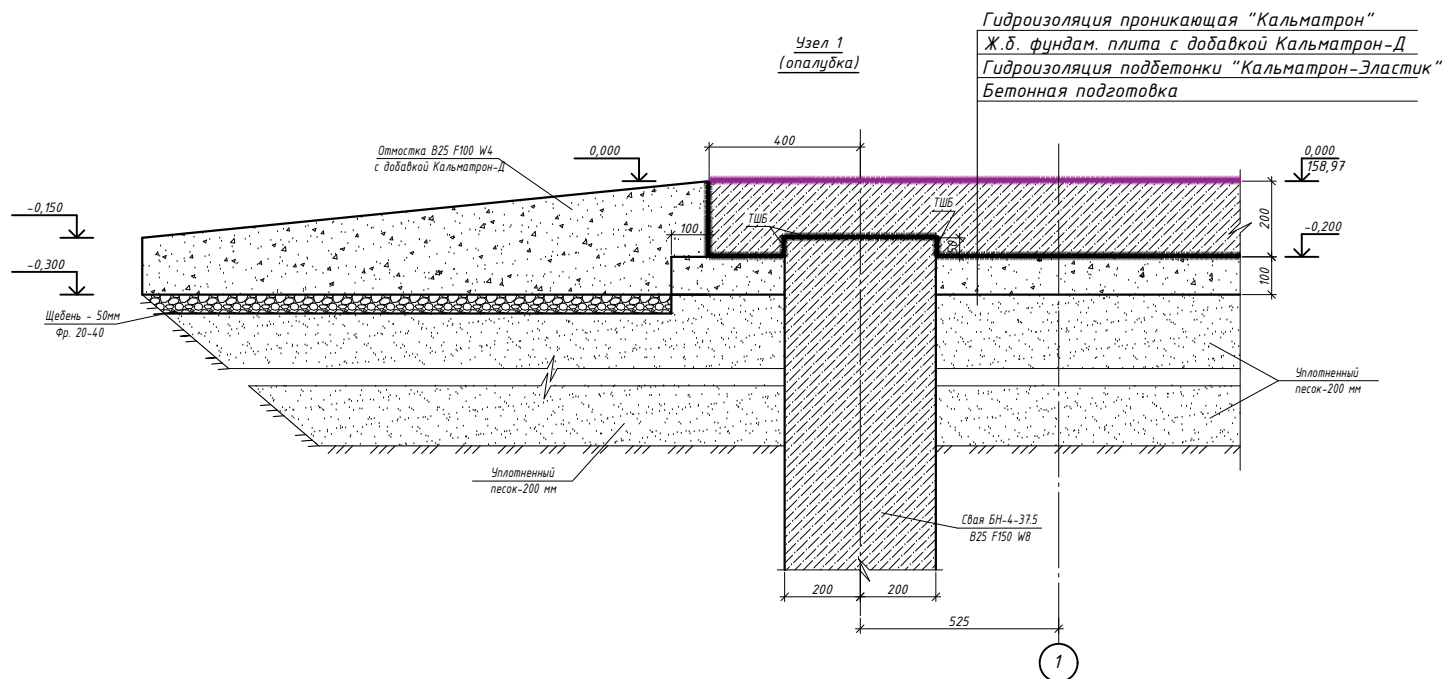 Гидроизоляция проникающая "Кальматрон"
Ж.б. фундам. плита с добавкой Кальматрон-Д
Гидроизоляция подбетонки "Кальматрон-Эластик"
Бетонная подготовка
Узел 1
(опалубка)
Отмостка В25 F100 W4
с добавкой Кальматрон-Д
0,000
400
0,000
158,97
-0,150
ТШБ
ТШБ
100
50
200
-0,200
-0,300
100
Щебень - 50мм
Фр. 20-40
Уплотненный
песок-200 мм
Уплотненный
песок-200 мм
Свая БН-4-37.5
В25 F150 W8
200
200
525
1